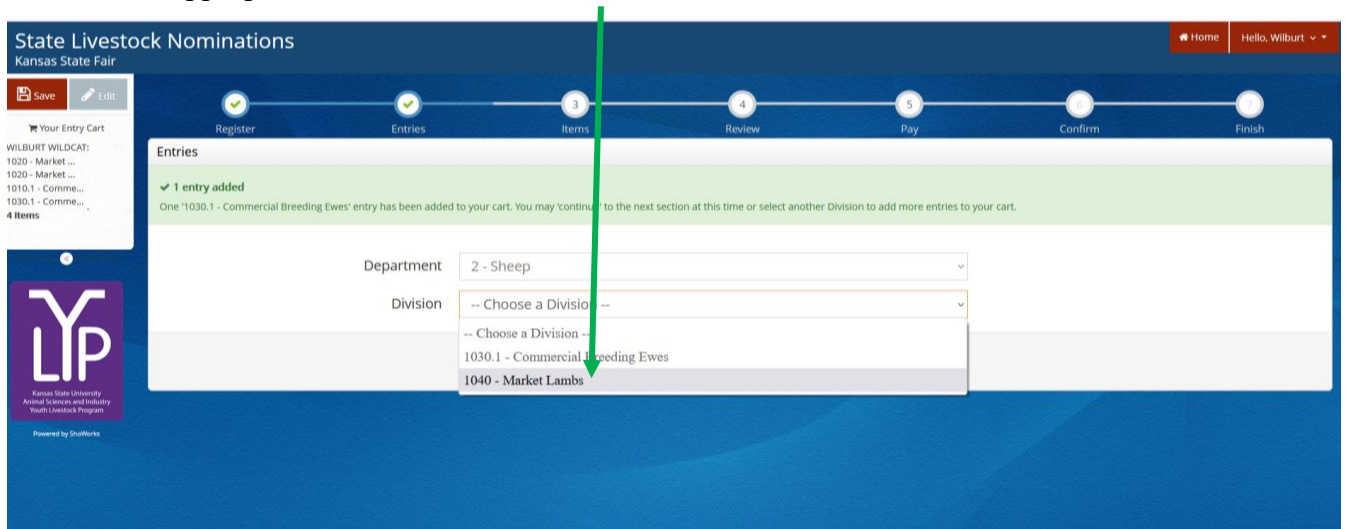 State Livestock Nominations
Kansas State Fair
Home
Hello, Wilburt
Save
Edit
Your Entry Cart
WILBURT WILDCAT:
1020 - Market ...
1020 - Market ...
1010.1 - Comme...
1030.1 - Comme...
4 Items
Register
Entries
3
Items
4
Review
5
Pay
6
Confirm
7
Finish
Entries
1 entry added
One '1030.1 - Commercial Breeding Ewes' entry has been added to your cart. You may 'continue' to the next section at this time or select another Division to add more entries to your cart.
Department
2 - Sheep
Division
-- Choose a Division --
-- Choose a Division --
1030.1 - Commercial Breeding Ewes
1040 - Market Lambs
YLP
Kansas State University
Animal Sciences and Industry
Youth Livestock Program
Powered by ShoWorks